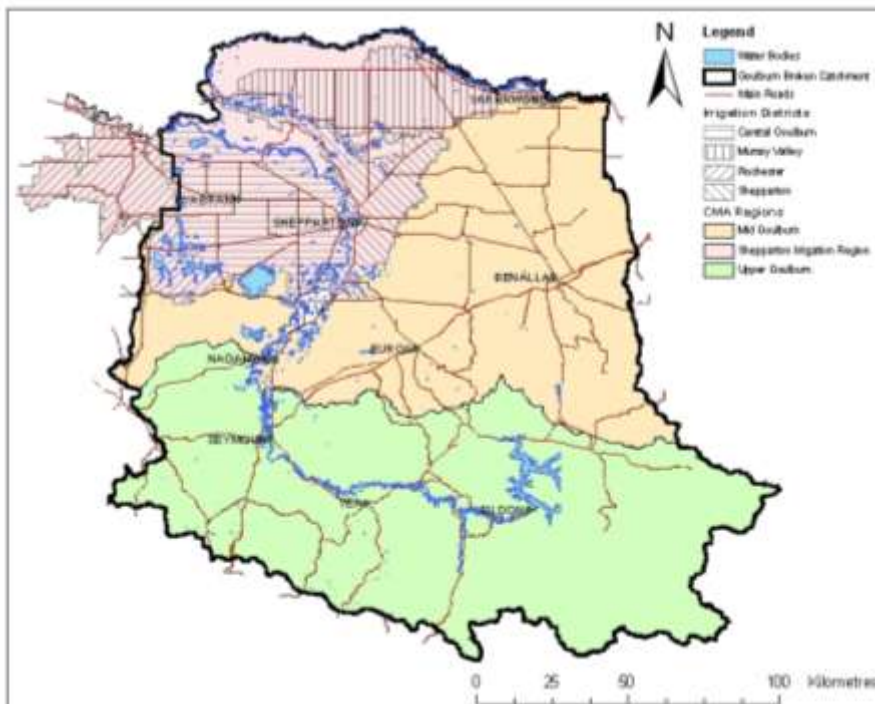 N
Legend
Water Bodies
Goulburn Broken Catchment
Main Roads
Irrigation Districts
Central Goulburn
Murray Valley
Rochester
Shepparton
CMA Regions
Mid Goulburn
Shepparton Irrigation Region
Upper Goulburn
SHEPPARTON
BENALLA
EUROA
SEYMOUR
YEA
0 25 50 100 Kilometres